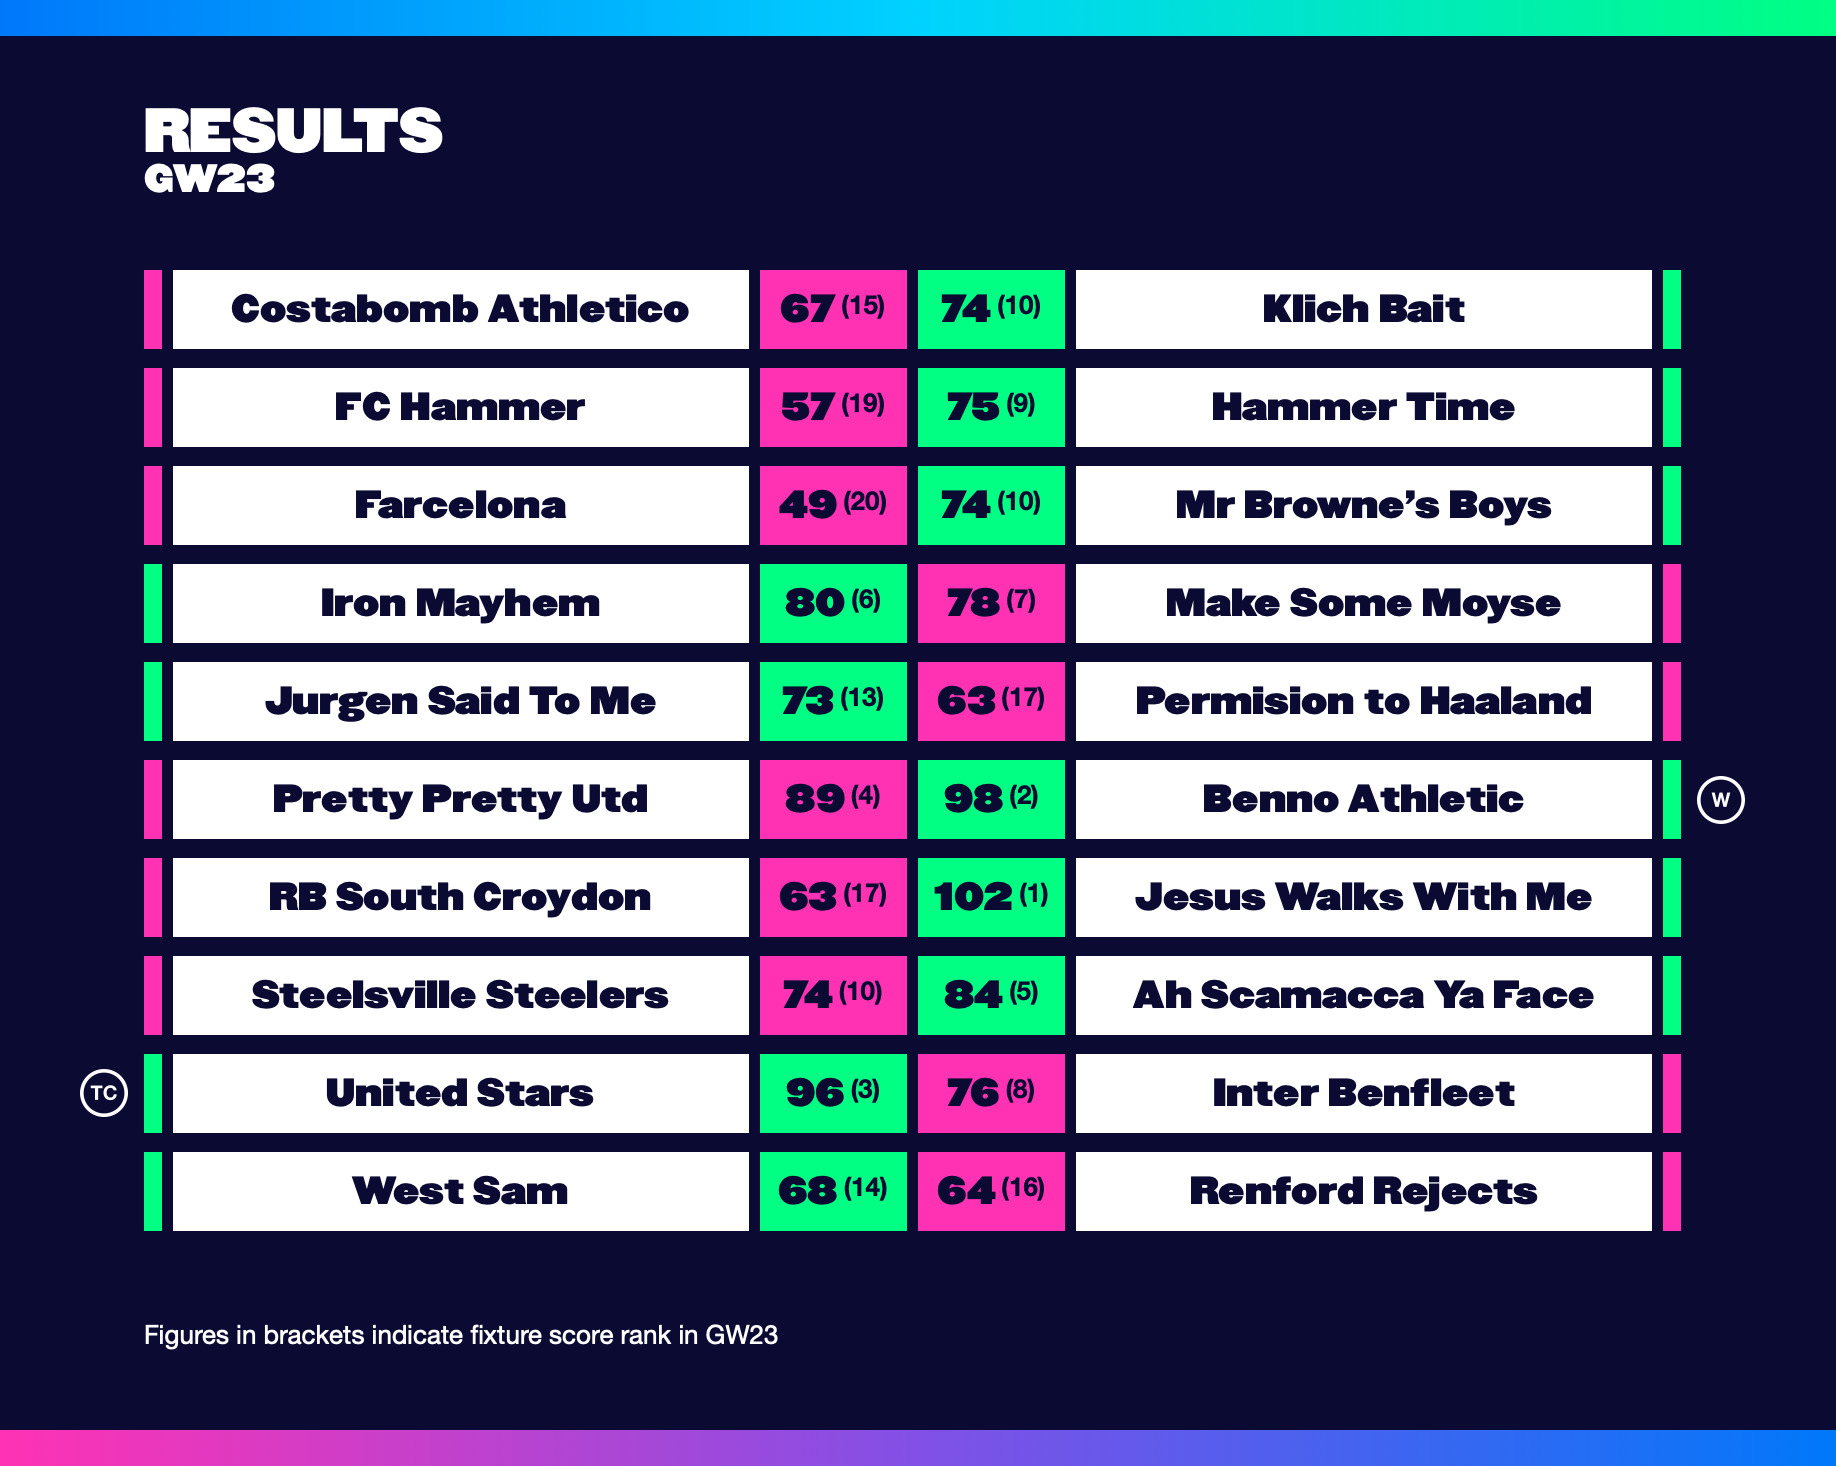 RESULTS
GW23
Costabomb Athletico 67 (15) 74 (10) Klich Bait
FC Hammer 57 (19) 75 (9) Hammer Time
Farcelona 49 (20) 74 (10) Mr Browne’s Boys
Iron Mayhem 80 (6) 78 (7) Make Some Moyse
Jurgen Said To Me 73 (13) 63 (17) Permision to Haaland
Pretty Pretty Utd 89 (4) 98 (2) Benno Athletic W
RB South Croydon 63 (17) 102 (1) Jesus Walks With Me
Steelsville Steelers 74 (10) 84 (5) Ah Scamacca Ya Face
TC United Stars 96 (3) 76 (8) Inter Benfleet
West Sam 68 (14) 64 (16) Renford Rejects
Figures in brackets indicate fixture score rank in GW23